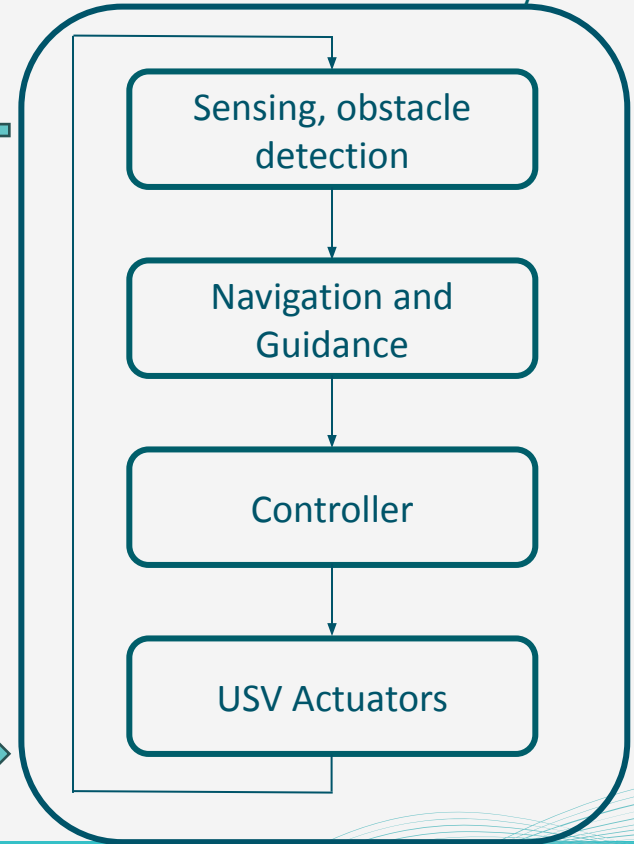 Sensing, obstacle
detection
Navigation and
Guidance
Controller
USV Actuators